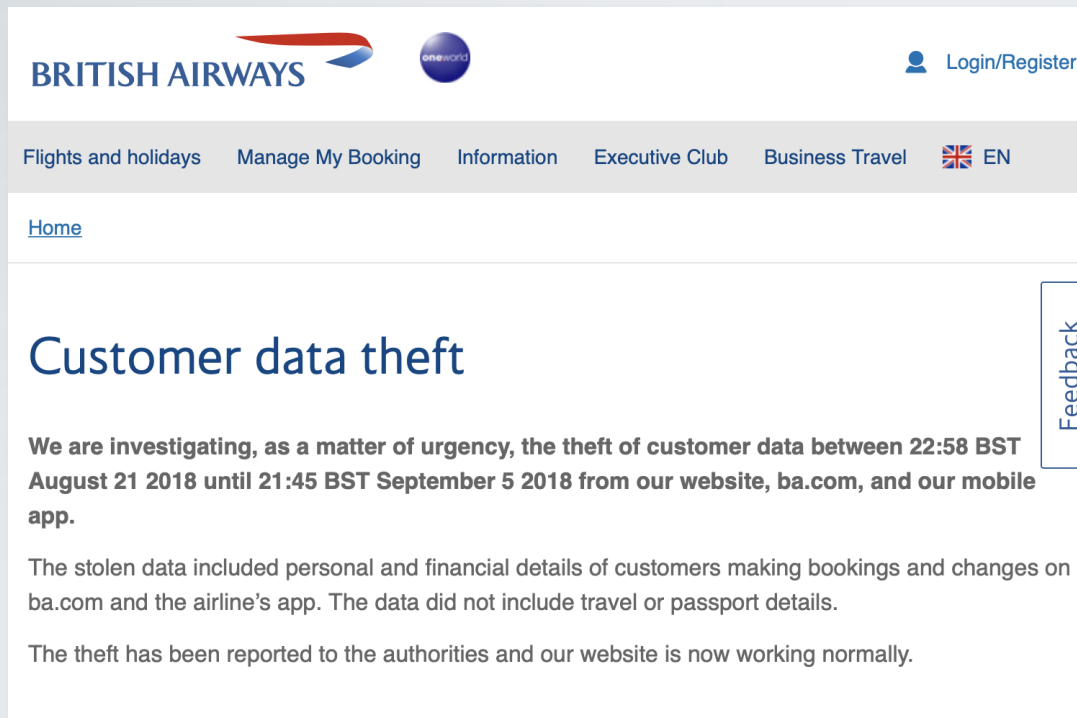 BRITISH AIRWAYS
oneworld
Login/Register
Flights and holidays Manage My Booking Information Executive Club Business Travel EN
Home
Feedback
Customer data theft
We are investigating, as a matter of urgency, the theft of customer data between 22:58 BST
August 21 2018 until 21:45 BST September 5 2018 from our website, ba.com, and our mobile
app.
The stolen data included personal and financial details of customers making bookings and changes on
ba.com and the airline’s app. The data did not include travel or passport details.
The theft has been reported to the authorities and our website is now working normally.